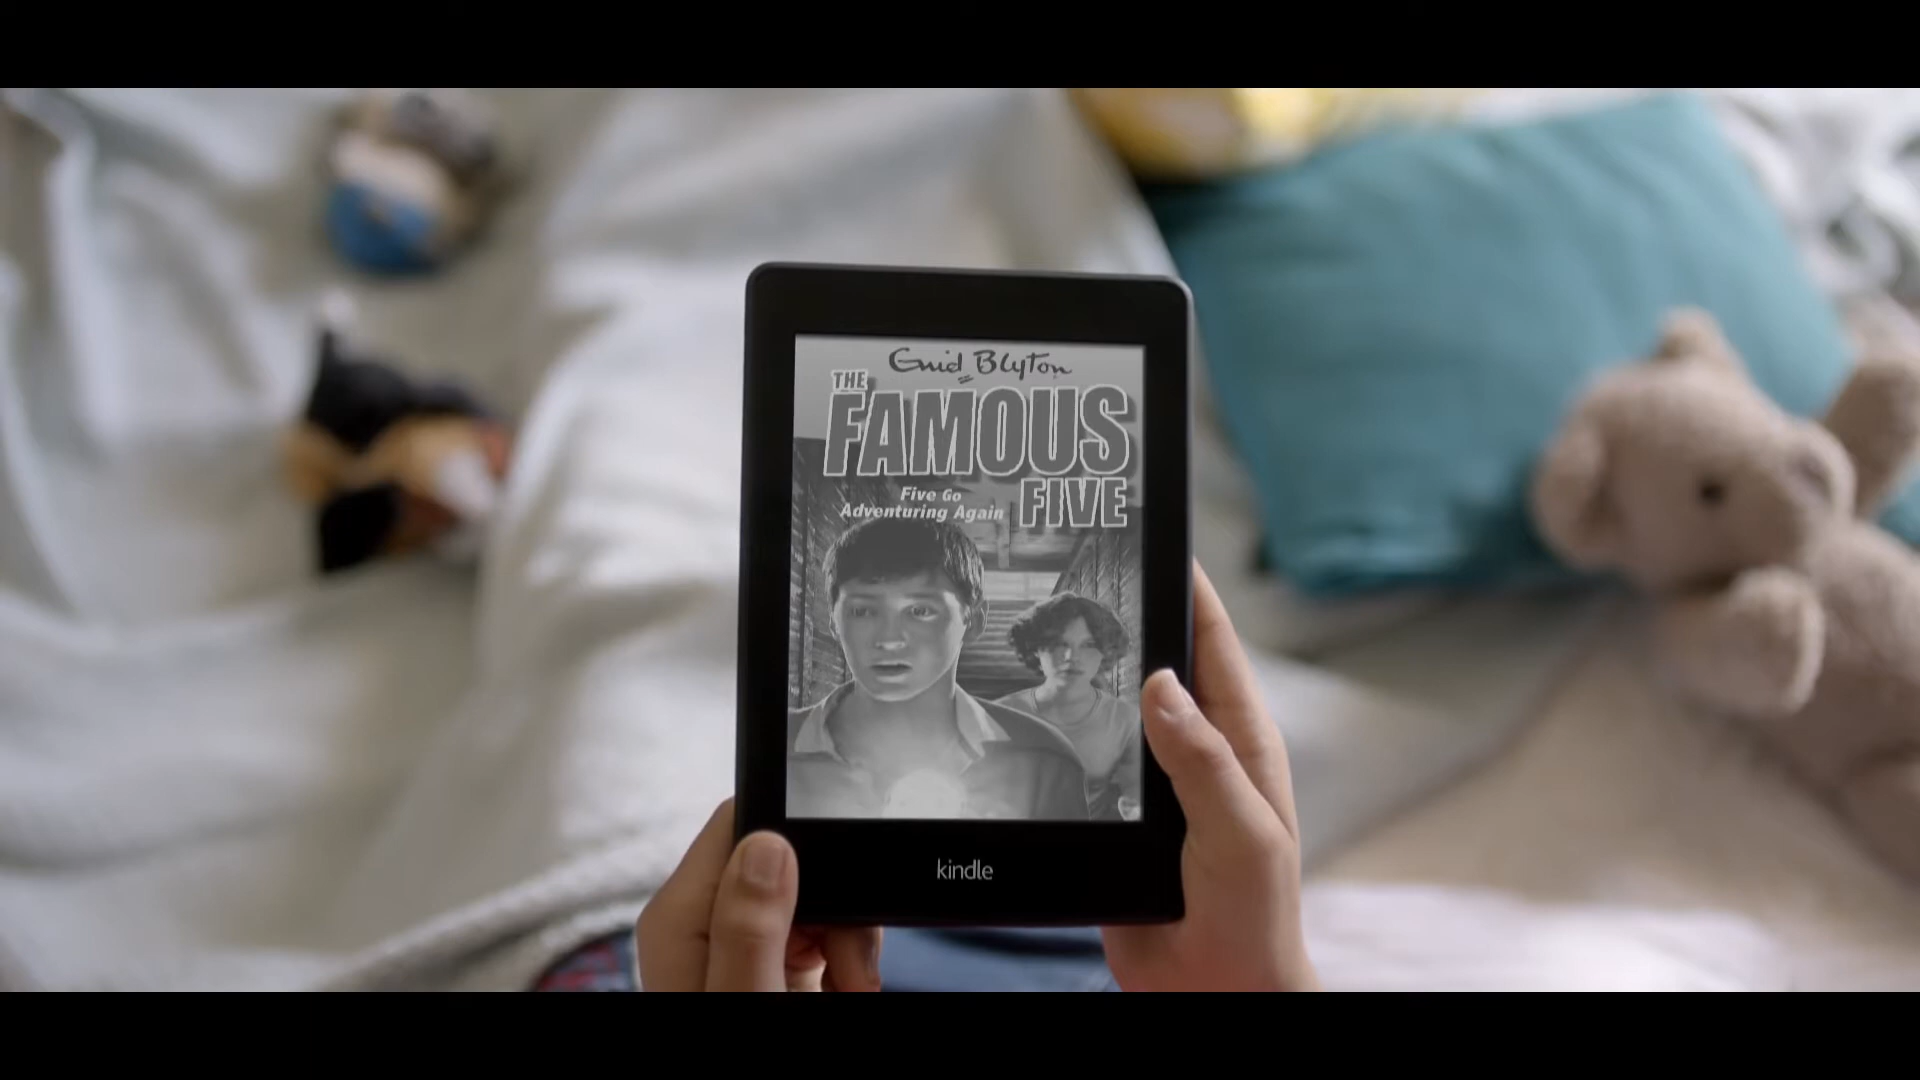 Enid Blyton
THE
FAMOUS
FIVE
Five Go
Adventuring Again
kindle